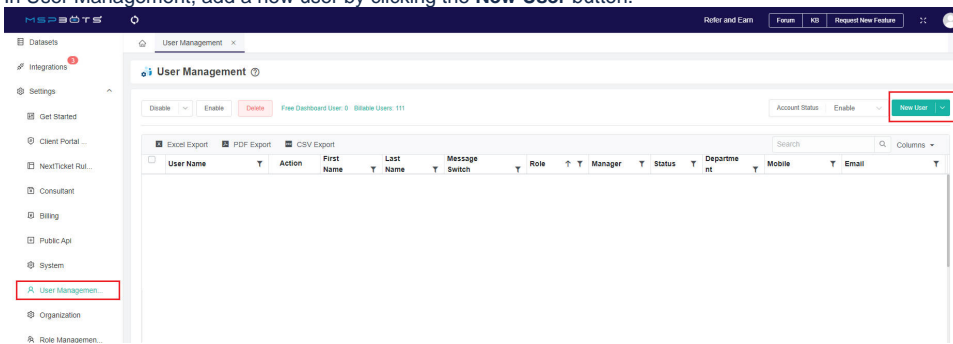 In User Management, add a new user by clicking the New User button.
MSPBOTS
Refer and Earn Forum KB Request New Feature
Datasets
User Management ×
Integrations 3
User Management
Settings
Disable Enable Delete Free Dashboard User: 0 Billable Users: 111 Account Status Enable New User
Get Started
Client Portal ...
Excel Export PDF Export CSV Export Search Columns
User Name Action First Name Last Name Message Switch Role Manager Status Departme nt Mobile Email
NextTicket Rul...
Consultant
Billing
Public Api
System
User Managemen...
Organization
Role Managemen...